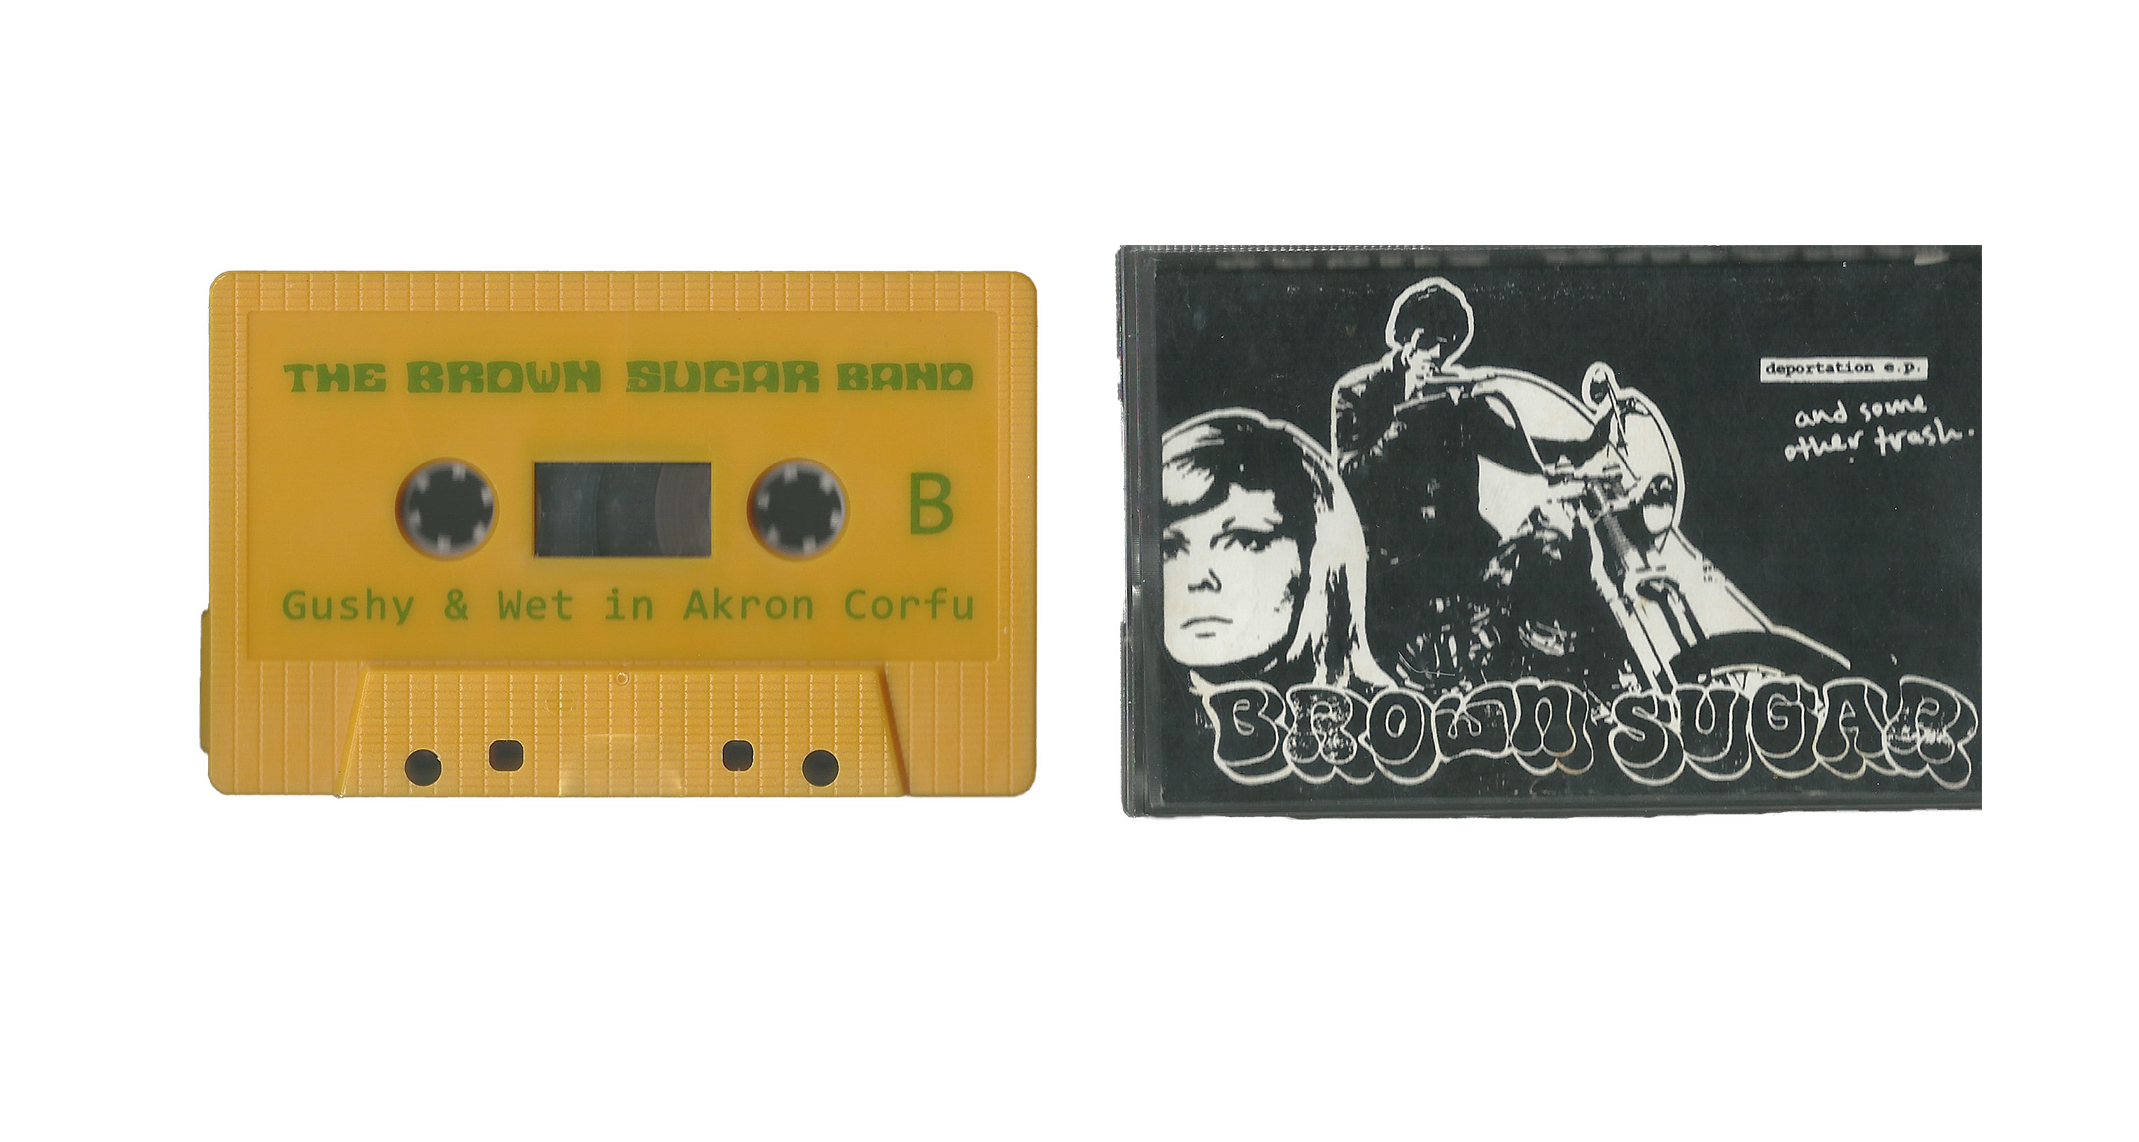 THE BROWN SUGAR BAND
B
Gushy & Wet in Akron Corfu
deportation e.p.
and some
other trash.
BROWN SUGAR